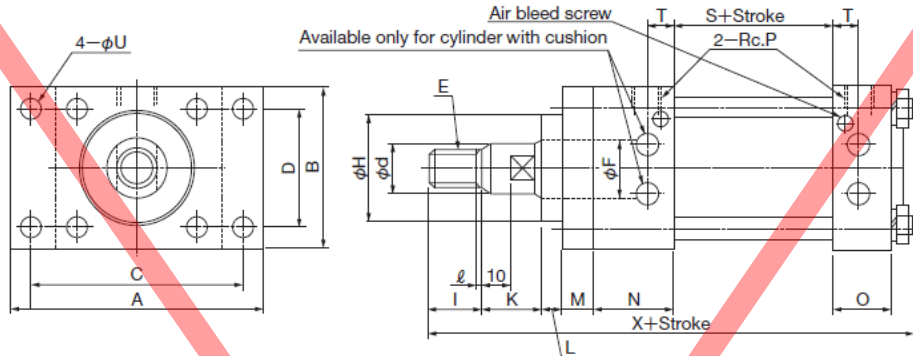 Air bleed screw
T
S+Stroke
T
4−φU
Available only for cylinder with cushion
2−Rc.P
E
D
B
φH
φd
φF
C
ℓ
10
A
I
K
M
N
O
X+Stroke
L